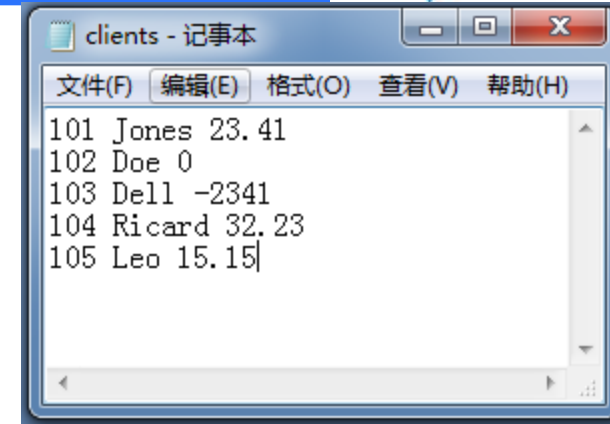 clients - 记事本
文件(F) 编辑(E) 格式(O) 查看(V) 帮助(H)
101 Jones 23.41
102 Doe 0
103 Dell -2341
104 Ricard 32.23
105 Leo 15.15